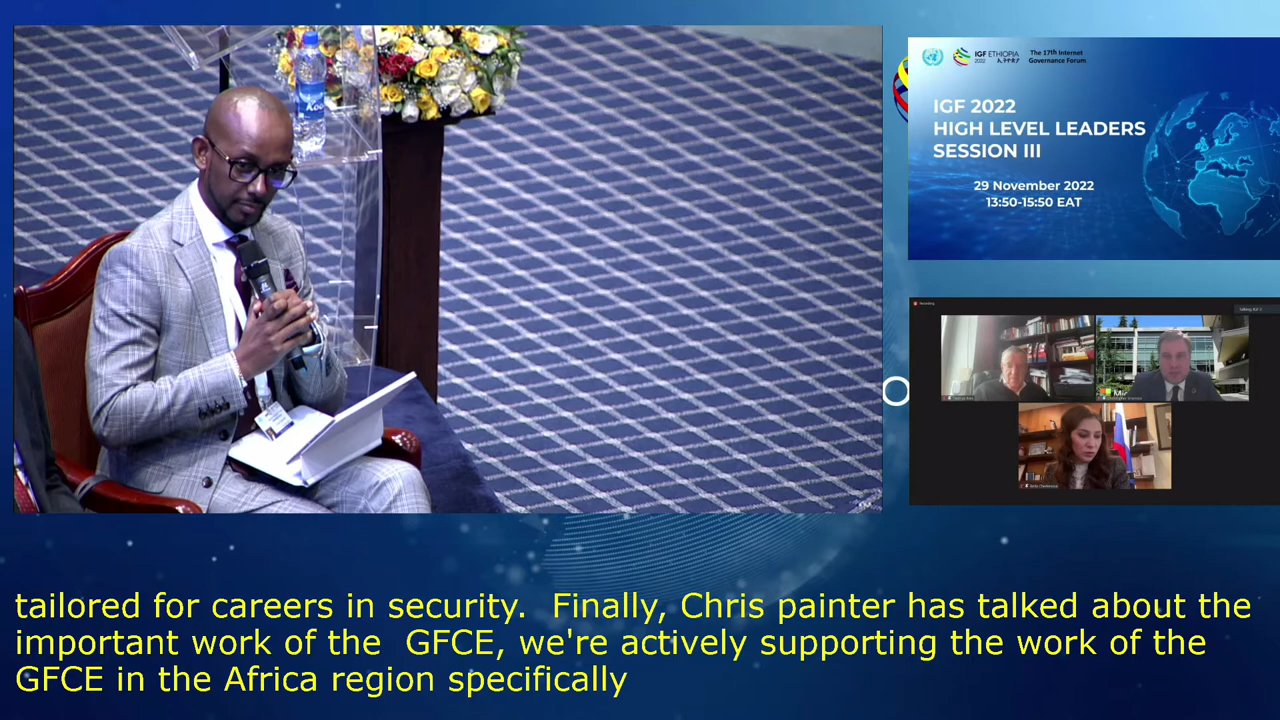 IGF ETHIOPIA
2022 ኢትዮጵያ
The 17th Internet
Governance Forum
IGF 2022
HIGH LEVEL LEADERS
SESSION III
29 November 2022
13:50-15:50 EAT
tailored for careers in security.  Finally, Chris painter has talked about the
important work of the  GFCE, we're actively supporting the work of the
GFCE in the Africa region specifically